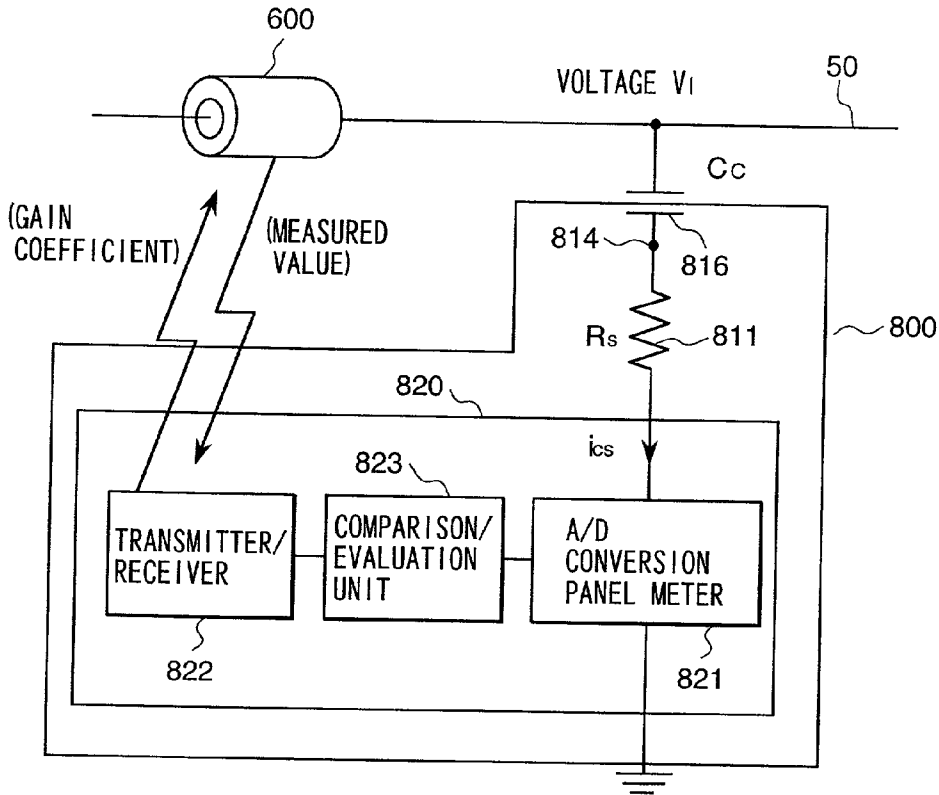 600
VOLTAGE VI
50
Cc
(GAIN
COEFFICIENT)
(MEASURED
VALUE)
814
816
Rs
811
800
820
ics
823
TRANSMITTER/
RECEIVER
COMPARISON/
EVALUATION
UNIT
A/D
CONVERSION
PANEL METER
822
821